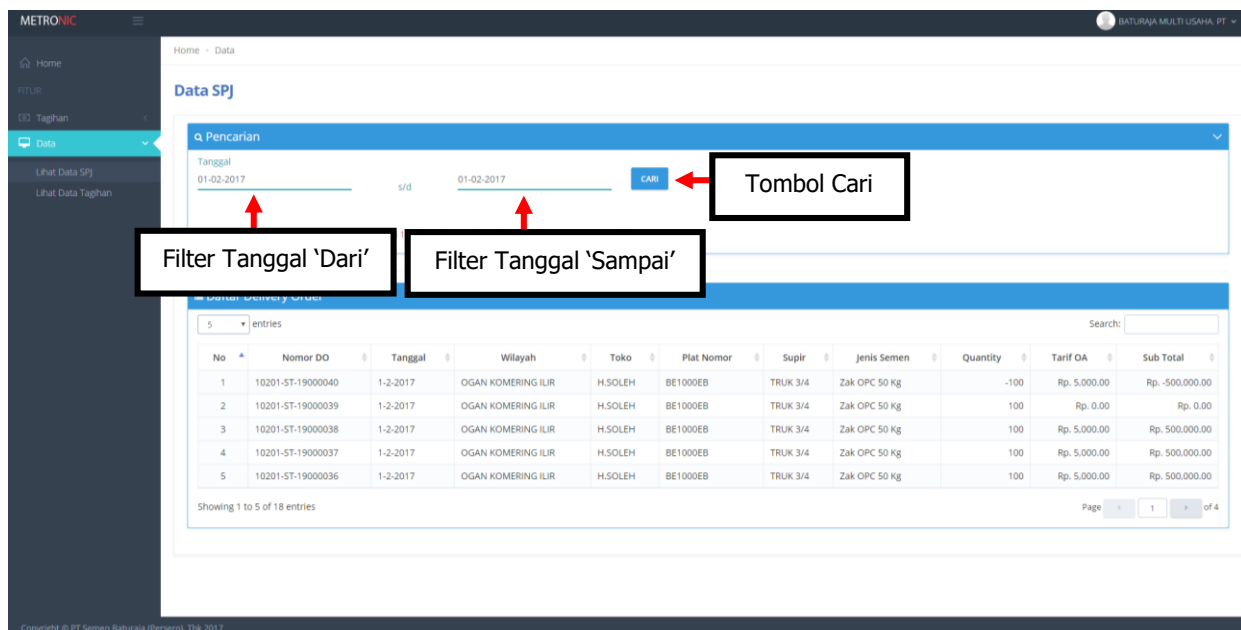 METRONIC
BATURAJA MULTI USAHA. PT
Home
FITUR
Tagihan
Data
Lihat Data SPJ
Lihat Data Tagihan
Home - Data
Data SPJ
Pencarian
Tanggal
01-02-2017 s/d 01-02-2017 CARI
Tombol Cari
Filter Tanggal ‘Dari’
Filter Tanggal ‘Sampai’
Daftar Delivery Order
5 entries Search:
No Nomor DO Tanggal Wilayah Toko Plat Nomor Supir Jenis Semen Quantity Tarif OA Sub Total
1 10201-ST-19000040 1-2-2017 OGAN KOMERING ILIR H.SOLEH BE1000EB TRUK 3/4 Zak OPC 50 Kg -100 Rp. 5,000.00 Rp. -500,000.00
2 10201-ST-19000039 1-2-2017 OGAN KOMERING ILIR H.SOLEH BE1000EB TRUK 3/4 Zak OPC 50 Kg 100 Rp. 0.00 Rp. 0.00
3 10201-ST-19000038 1-2-2017 OGAN KOMERING ILIR H.SOLEH BE1000EB TRUK 3/4 Zak OPC 50 Kg 100 Rp. 5,000.00 Rp. 500,000.00
4 10201-ST-19000037 1-2-2017 OGAN KOMERING ILIR H.SOLEH BE1000EB TRUK 3/4 Zak OPC 50 Kg 100 Rp. 5,000.00 Rp. 500,000.00
5 10201-ST-19000036 1-2-2017 OGAN KOMERING ILIR H.SOLEH BE1000EB TRUK 3/4 Zak OPC 50 Kg 100 Rp. 5,000.00 Rp. 500,000.00
Showing 1 to 5 of 18 entries Page 1 of 4
Copyright © PT Semen Baturaja (Persero), Tbk 2017